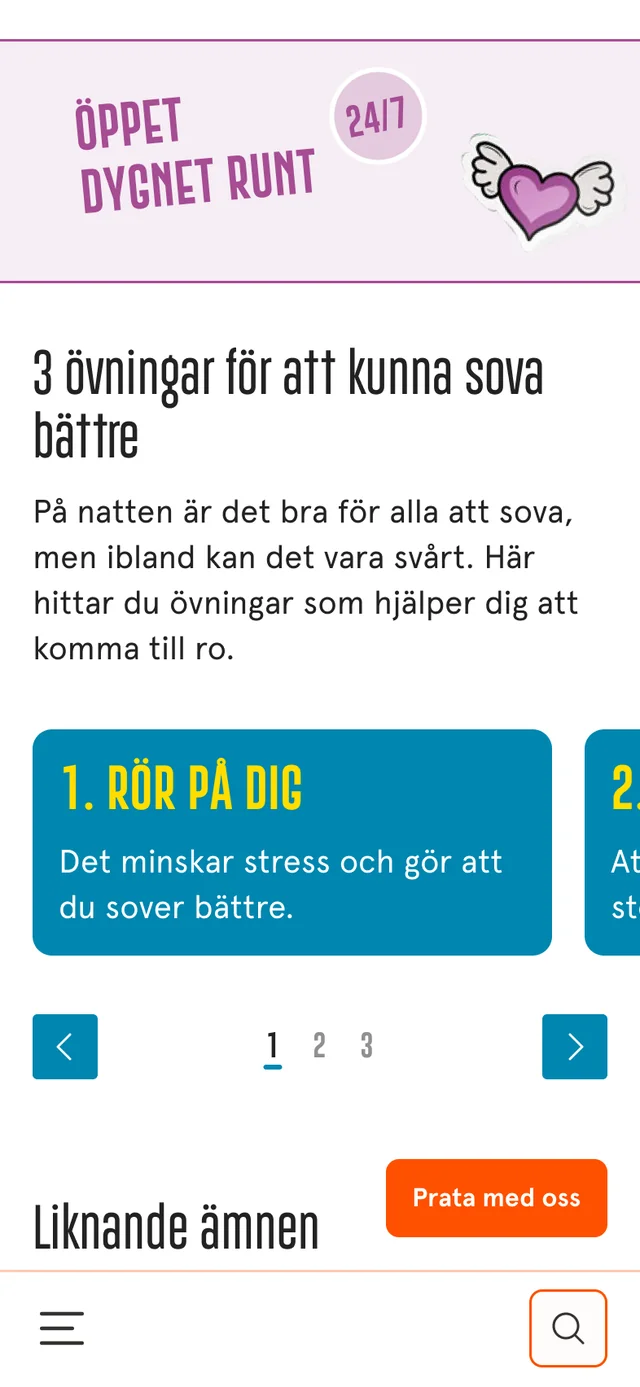 ÖPPET
DYGNET RUNT
24/7
3 övningar för att kunna sova
bättre
På natten är det bra för alla att sova,
men ibland kan det vara svårt. Här
hittar du övningar som hjälper dig att
komma till ro.
1. RÖR PÅ DIG
Det minskar stress och gör att
du sover bättre.
2.
At
1 2 3
Prata med oss
Liknande ämnen